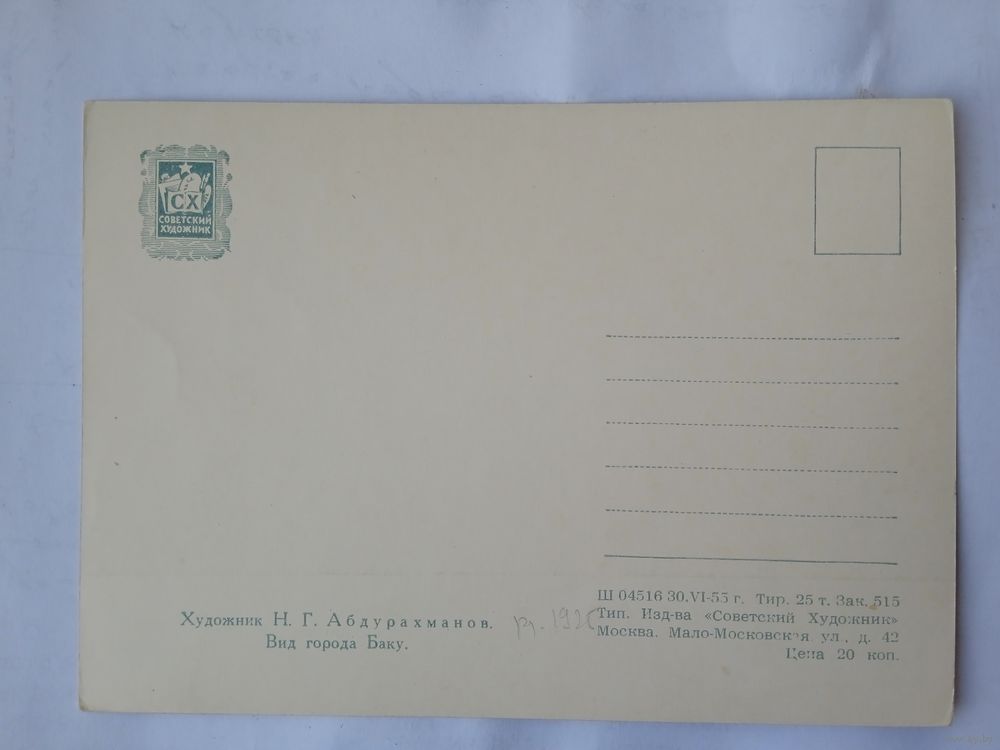 СХ
СОВЕТСКИЙ
ХУДОЖНИК
Художник Н. Г. Абдурахманов.
Вид города Баку.
Ш 04516 30.VI-55 г. Тир. 25 т. Зак. 515
Тип. Изд-ва «Советский Художник»
Москва. Мало-Московская ул., д. 42
Цена 20 коп.